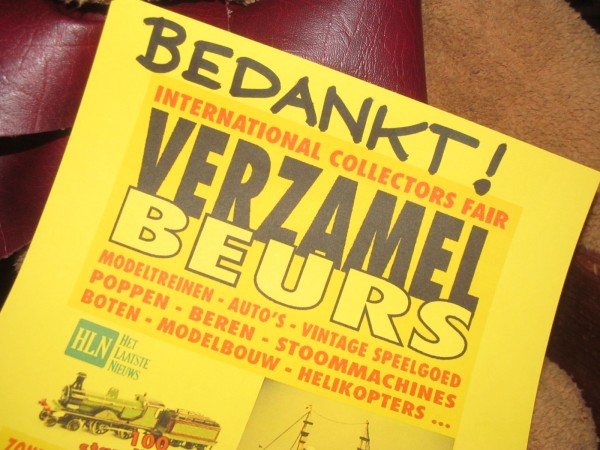 BEDANKT!
INTERNATIONAL COLLECTORS FAIR
VERZAMEL
BEURS
MODELTREINEN - AUTO'S - VINTAGE SPEELGOED
POPPEN - BEREN - STOOMMACHINES
BOTEN - MODELBOUW - HELIKOPTERS ...
HLN
HET
LAATSTE
NIEUWS
100